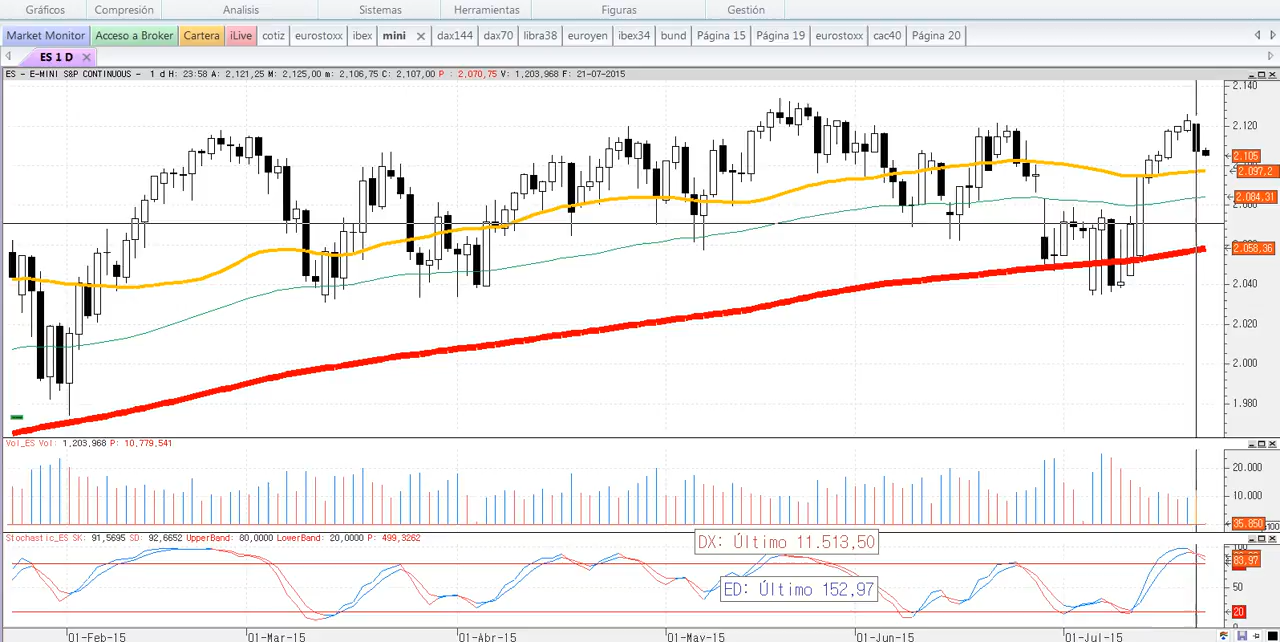 Gráficos Compresión Analisis Sistemas Herramientas Figuras Gestión
Market Monitor Acceso a Broker Cartera iLive cotiz eurostoxx ibex mini dax144 dax70 libra38 euroyen ibex34 bund Página 15 Página 19 eurostoxx cac40 Página 20
ES 1 D
ES - E-MINI S&P CONTINUOUS - 1 d H: 23:58 A: 2,121,25 M: 2,125,00 m: 2,106,75 C: 2,107,00 P : 2,070,75 V: 1,203,968 F: 21-07-2015
2.140
2.120
2.105
2.097,2
2.084,31
2.080
2.058,36
2.040
2.020
2.000
1.980
Vol_ES Vol: 1,203,968 P: 10,779,541
20.000
10.000
35.850
Stochastic_ES SK: 91,5695 SD: 92,6652 UpperBand: 80,0000 LowerBand: 20,0000 P: 499,3262
DX: Último 11.513,50
100
83,97
ED: Último 152,97
50
20
0
01-Feb-15 01-Mar-15 01-Abr-15 01-May-15 01-Jun-15 01-Jul-15